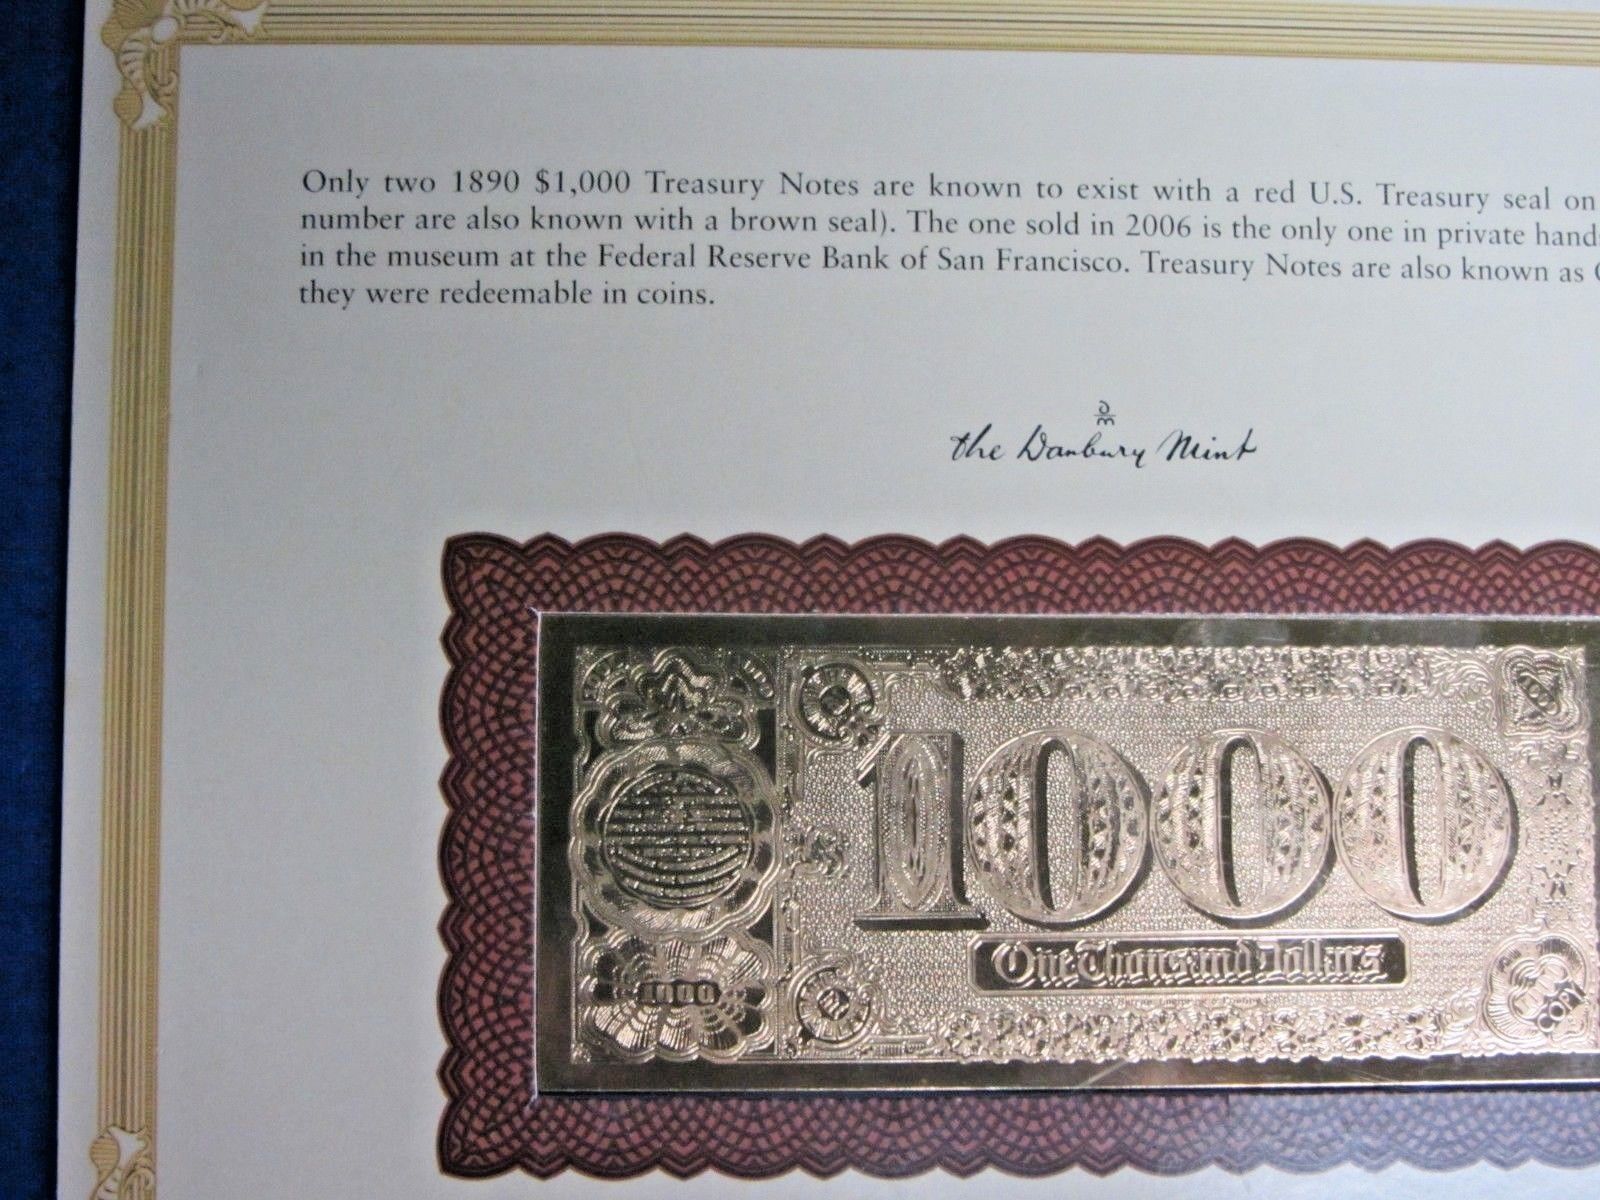 Only two 1890 $1,000 Treasury Notes are known to exist with a red U.S. Treasury seal on
number are also known with a brown seal). The one sold in 2006 is the only one in private hand
in the museum at the Federal Reserve Bank of San Francisco. Treasury Notes are also known as
they were redeemable in coins.
the Danbury Mint
1000
One Thousand Dollars
1000
COPY